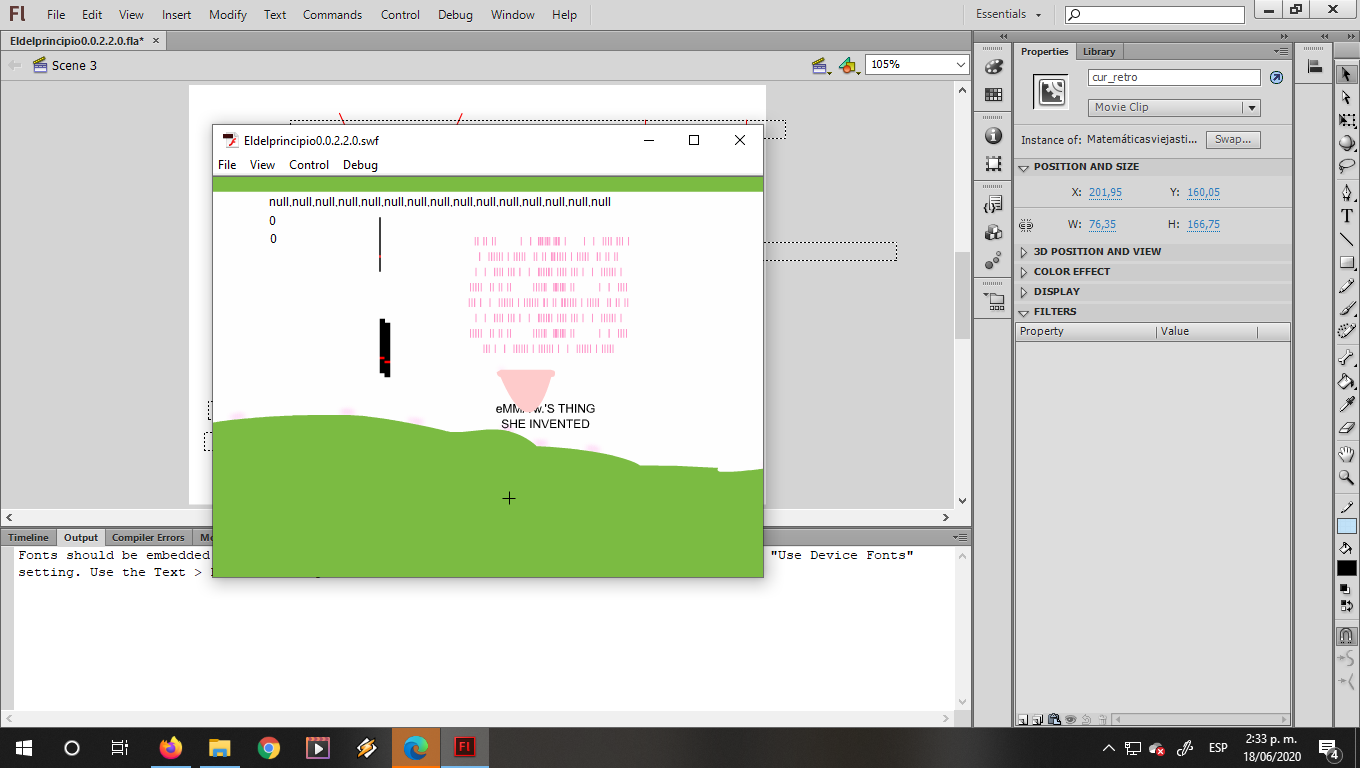 Fl File Edit View Insert Modify Text Commands Control Debug Window Help Essentials
Eldelprincipio0.0.2.2.0.fla*
Scene 3 105%
Eldelprincipio0.0.2.2.0.swf
File View Control Debug
null,null,null,null,null,null,null,null,null,null,null,null,null,null,null
0
0
THING
SHE INVENTED
Timeline Output Compiler Errors
Fonts should be embedded "Use Device Fonts"
setting. Use the Text >
Properties Library
cur_retro
Movie Clip
Instance of: Matemáticasviejasti... Swap...
POSITION AND SIZE
X: 201,95 Y: 160,05
W: 76,35 H: 166,75
3D POSITION AND VIEW
COLOR EFFECT
DISPLAY
FILTERS
Property Value
T
Fl ESP 2:33 p. m.
18/06/2020
4